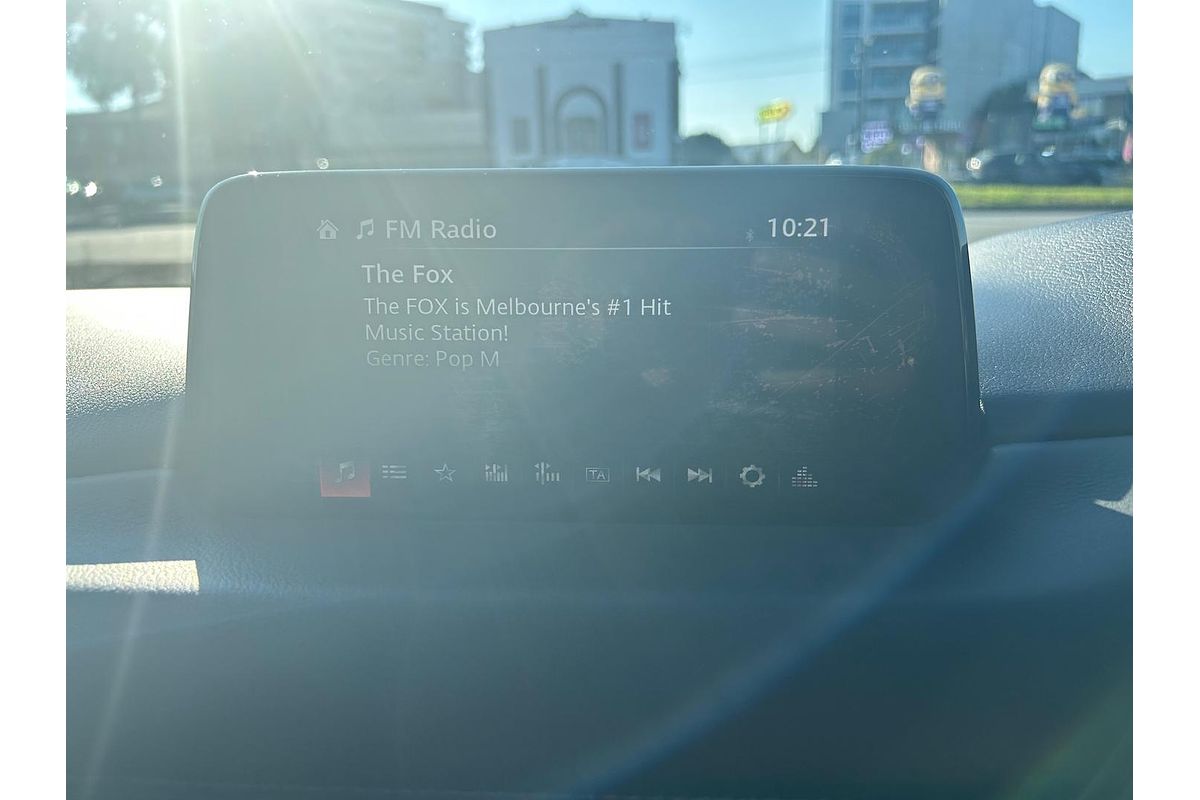 FM Radio
10:21
The Fox
The FOX is Melbourne's #1 Hit
Music Station!
Genre: Pop M
TA